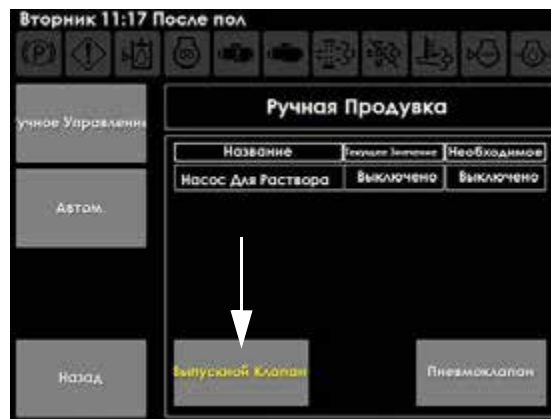 Вторник 11:17 После пол
(P)
Ручная Продувка
учное Управлени
Название Текущее Значение Необходимое
Насос Для Раствора Выключено Выключено
Автом.
Выпускной Клапан
Пневмоклапан
Назад